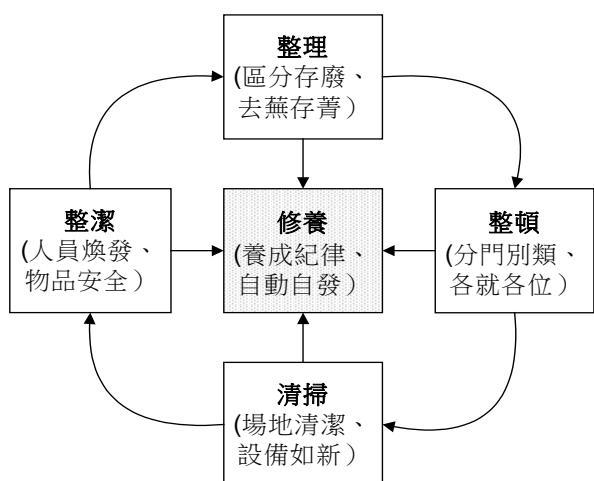 整理
(區分存廢、
去蕪存菁）
整潔
(人員煥發、
物品安全）
修養
(養成紀律、
自動自發）
整頓
(分門別類、
各就各位）
清掃
(場地清潔、
設備如新）